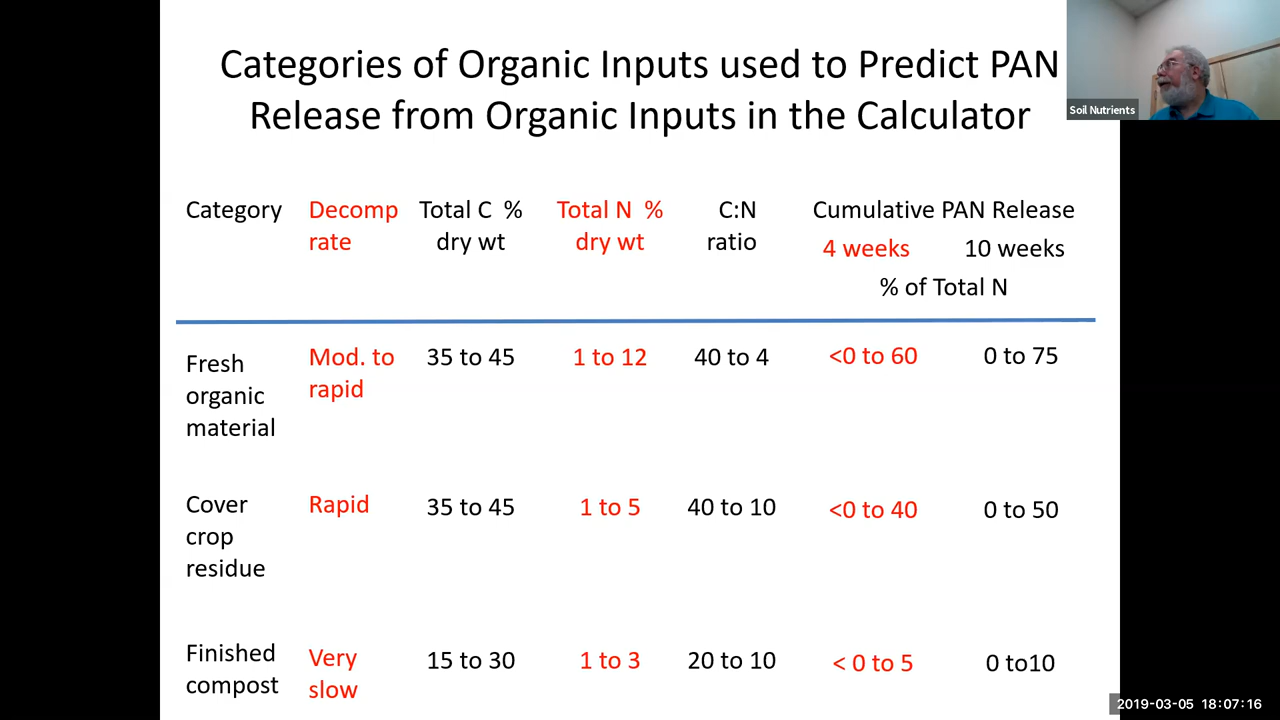 Categories of Organic Inputs used to Predict PAN
Release from Organic Inputs in the Calculator
Soil Nutrients
Category Decomp Total C % Total N % C:N Cumulative PAN Release
rate dry wt dry wt ratio 4 weeks 10 weeks
% of Total N
Fresh Mod. to 35 to 45 1 to 12 40 to 4 <0 to 60 0 to 75
organic rapid
material
Cover Rapid 35 to 45 1 to 5 40 to 10 <0 to 40 0 to 50
crop
residue
Finished Very 15 to 30 1 to 3 20 to 10 < 0 to 5 0 to10
compost slow
2019-03-05 18:07:16